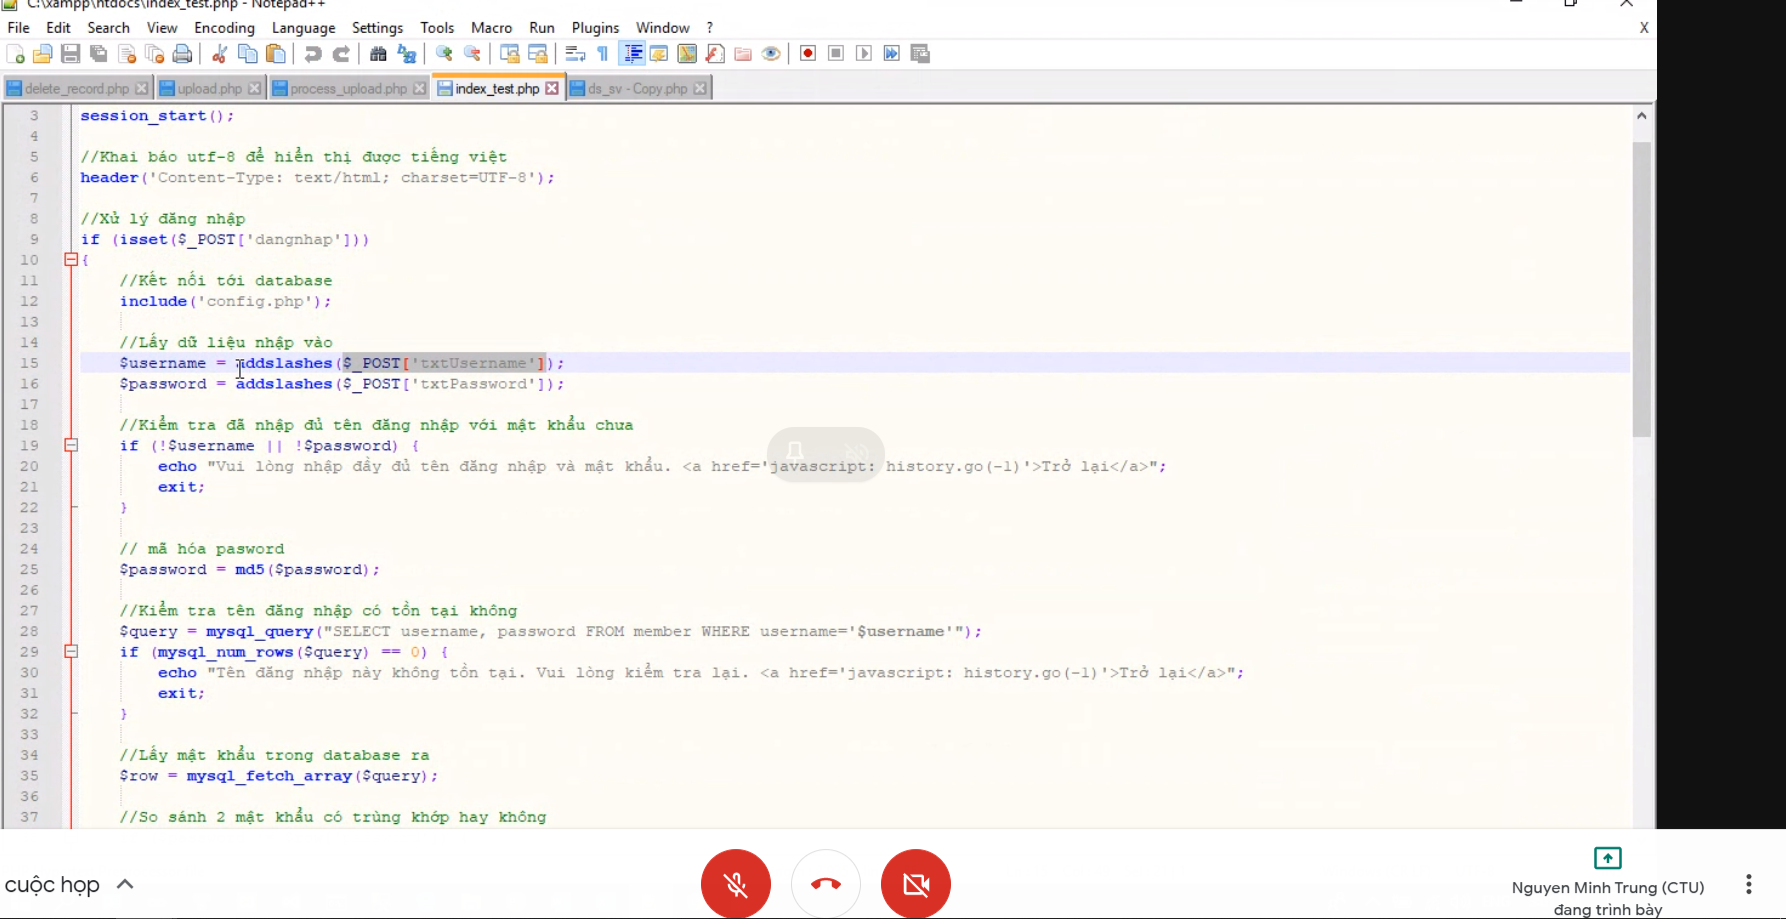 C:\xampp\htdocs\index_test.php - Notepad++
File Edit Search View Encoding Language Settings Tools Macro Run Plugins Window ? X
delete_record.php upload.php process_upload.php index_test.php ds_sv - Copy.php
3 session_start();
4
5 //Khai báo utf-8 để hiển thị được tiếng việt
6 header('Content-Type: text/html; charset=UTF-8');
7
8 //Xử lý đăng nhập
9 if (isset($_POST['dangnhap']))
10 {
11 //Kết nối tới database
12 include('config.php');
13
14 //Lấy dữ liệu nhập vào
15 $username = addslashes($_POST['txtUsername']);
16 $password = addslashes($_POST['txtPassword']);
17
18 //Kiểm tra đã nhập đủ tên đăng nhập với mật khẩu chưa
19 if (!$username || !$password) {
20 echo "Vui lòng nhập đầy đủ tên đăng nhập và mật khẩu. <a href='javascript: history.go(-1)'>Trở lại</a>";
21 exit;
22 }
23
24 // mã hóa pasword
25 $password = md5($password);
26
27 //Kiểm tra tên đăng nhập có tồn tại không
28 $query = mysql_query("SELECT username, password FROM member WHERE username='$username'");
29 if (mysql_num_rows($query) == 0) {
30 echo "Tên đăng nhập này không tồn tại. Vui lòng kiểm tra lại. <a href='javascript: history.go(-1)'>Trở lại</a>";
31 exit;
32 }
33
34 //Lấy mật khẩu trong database ra
35 $row = mysql_fetch_array($query);
36
37 //So sánh 2 mật khẩu có trùng khớp hay không
cuộc họp
Nguyen Minh Trung (CTU)
đang trình bày